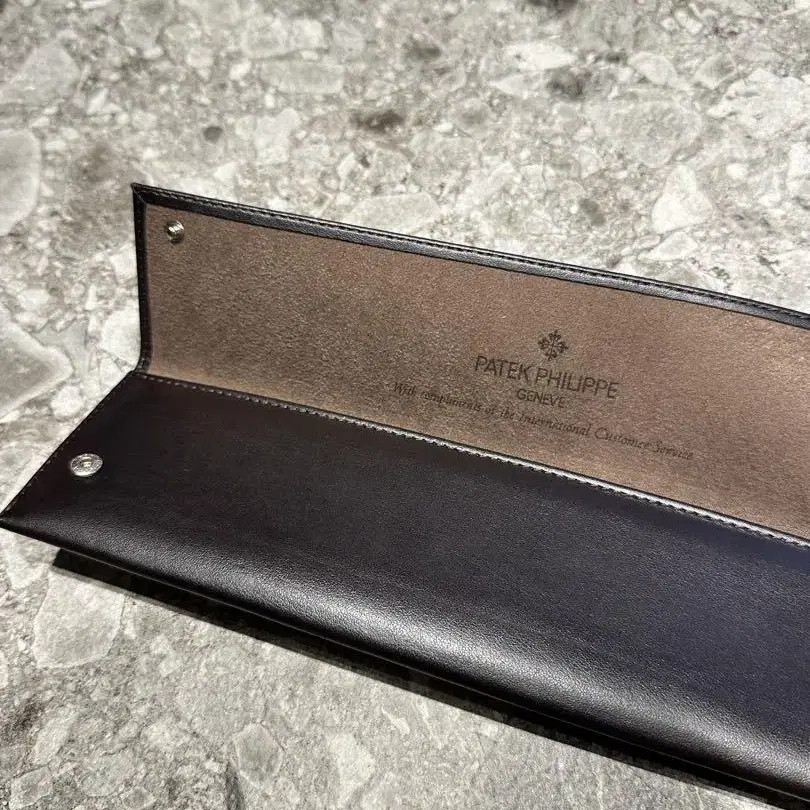 PATEK PHILIPPE
GENEVE
With compliments of the International Customer Service